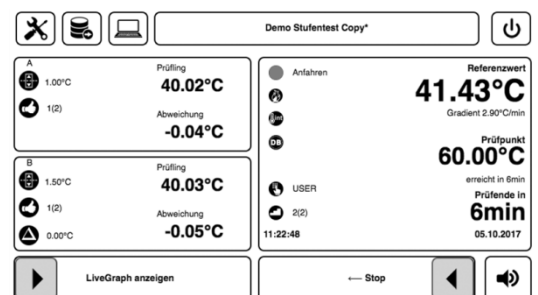 Demo Stufentest Copy*
A
1.00°C
1(2)
Prüfling
40.02°C
Abweichung
-0.04°C
B
1.50°C
1(2)
0.00°C
Prüfling
40.03°C
Abweichung
-0.05°C
Anfahren
DB
USER
2(2)
11:22:48
Referenzwert
41.43°C
Gradient 2.90°C/min
Prüfpunkt
60.00°C
erreicht in 6min
Prüfende in
6min
05.10.2017
LiveGraph anzeigen
← Stop